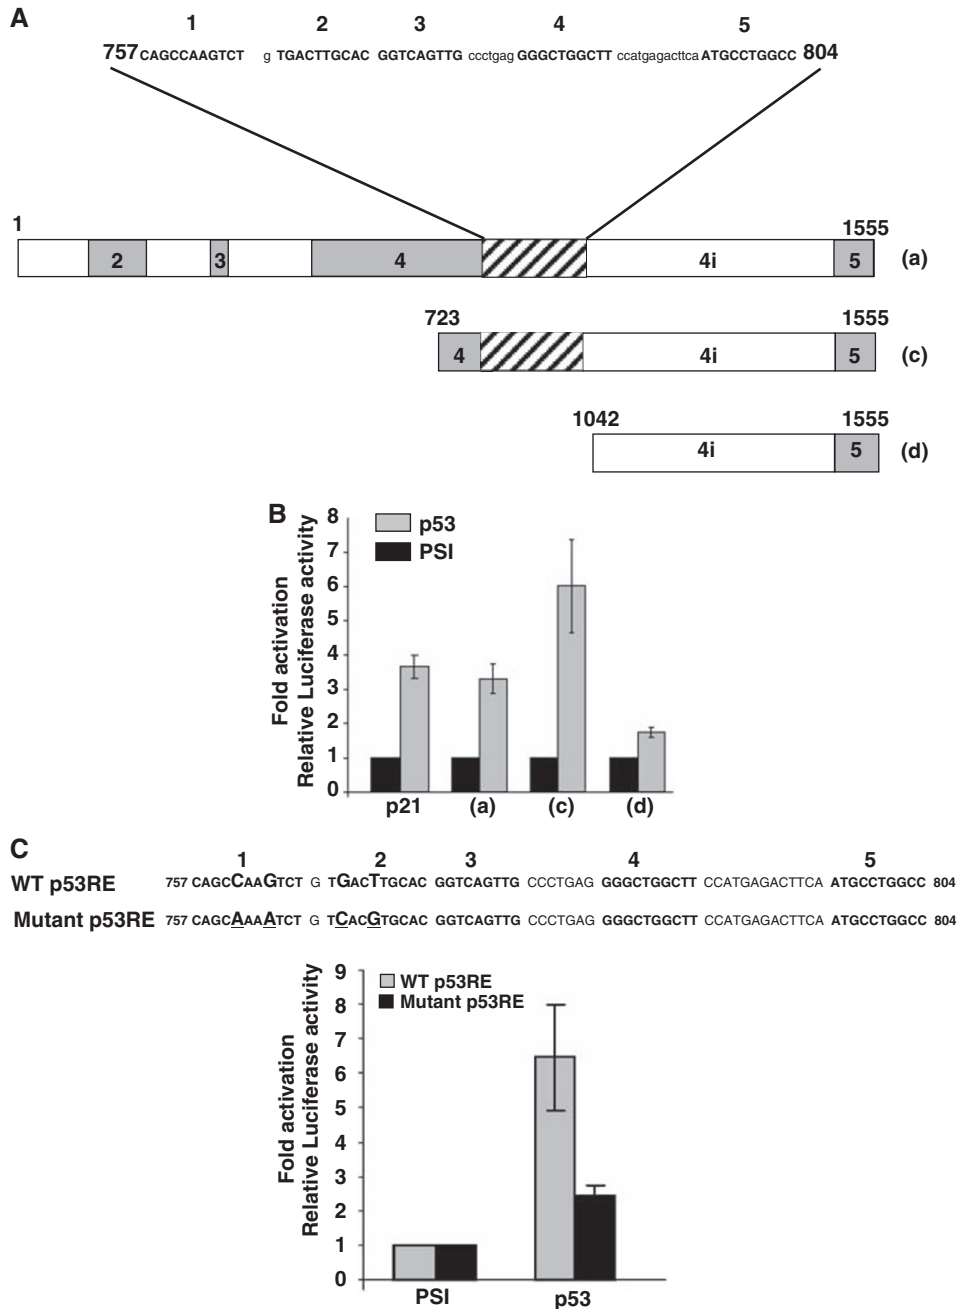 A
1 2 3 4 5
757 CAGCCAAGTCT g TGACTTGCAC GGTCAGTTG ccctgag GGGCTGGCTT ccatgagacttca ATGCCTGGCC 804
1 1555
2 3 4 4i 5 (a)
723 1555
4 4i 5 (c)
1042 1555
4i 5 (d)
B
Fold activation
Relative Luciferase activity
8
7
6
5
4
3
2
1
0
p53
PSI
p21 (a) (c) (d)
C
1 2 3 4 5
WT p53RE 757 CAGCCAAGTCT G TGACTTGCAC GGTCAGTTG CCCTGAG GGGCTGGCTT CCATGAGACTTCA ATGCCTGGCC 804
Mutant p53RE 757 CAGCAAAATCT G TCACGTGCAC GGTCAGTTG CCCTGAG GGGCTGGCTT CCATGAGACTTCA ATGCCTGGCC 804
Fold activation
Relative Luciferase activity
9
8
7
6
5
4
3
2
1
0
WT p53RE
Mutant p53RE
PSI p53